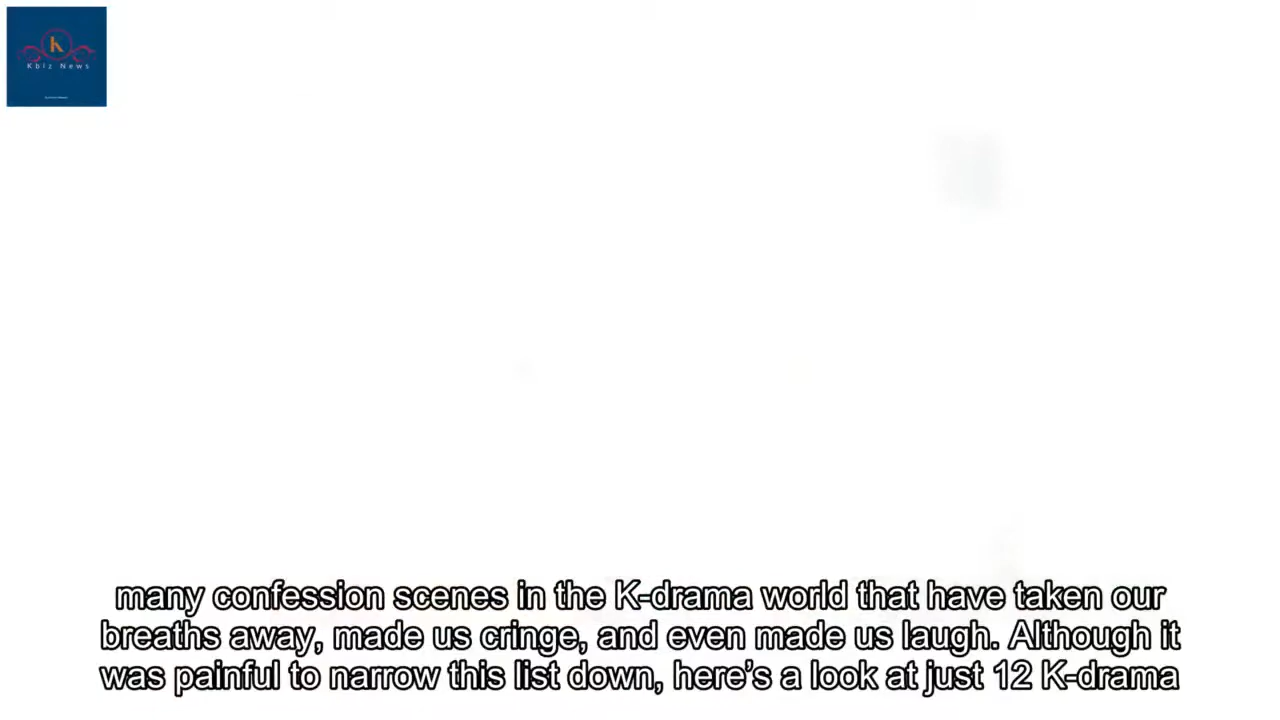 K
Kbiz News
many confession scenes in the K-drama world that have taken our
breaths away, made us cringe, and even made us laugh. Although it
was painful to narrow this list down, here’s a look at just 12 K-drama